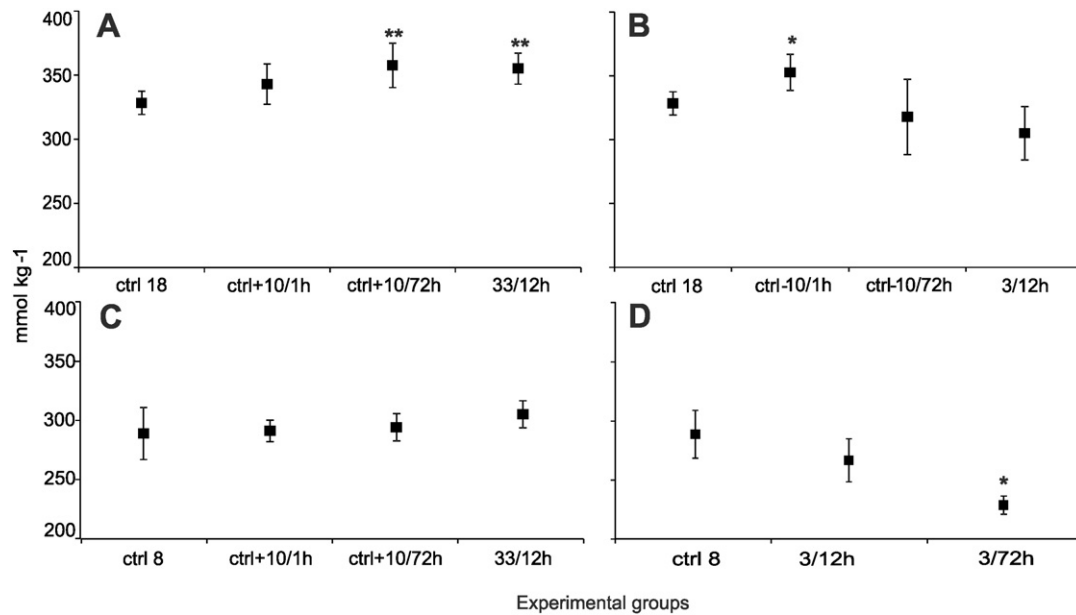 A
B
400
350
300
250
200
**
**
*
ctrl 18
ctrl+10/1h
ctrl+10/72h
33/12h
ctrl 18
ctrl-10/1h
ctrl-10/72h
3/12h
mmol kg-1
C
D
400
350
300
250
200
*
ctrl 8
ctrl+10/1h
ctrl+10/72h
33/12h
ctrl 8
3/12h
3/72h
Experimental groups